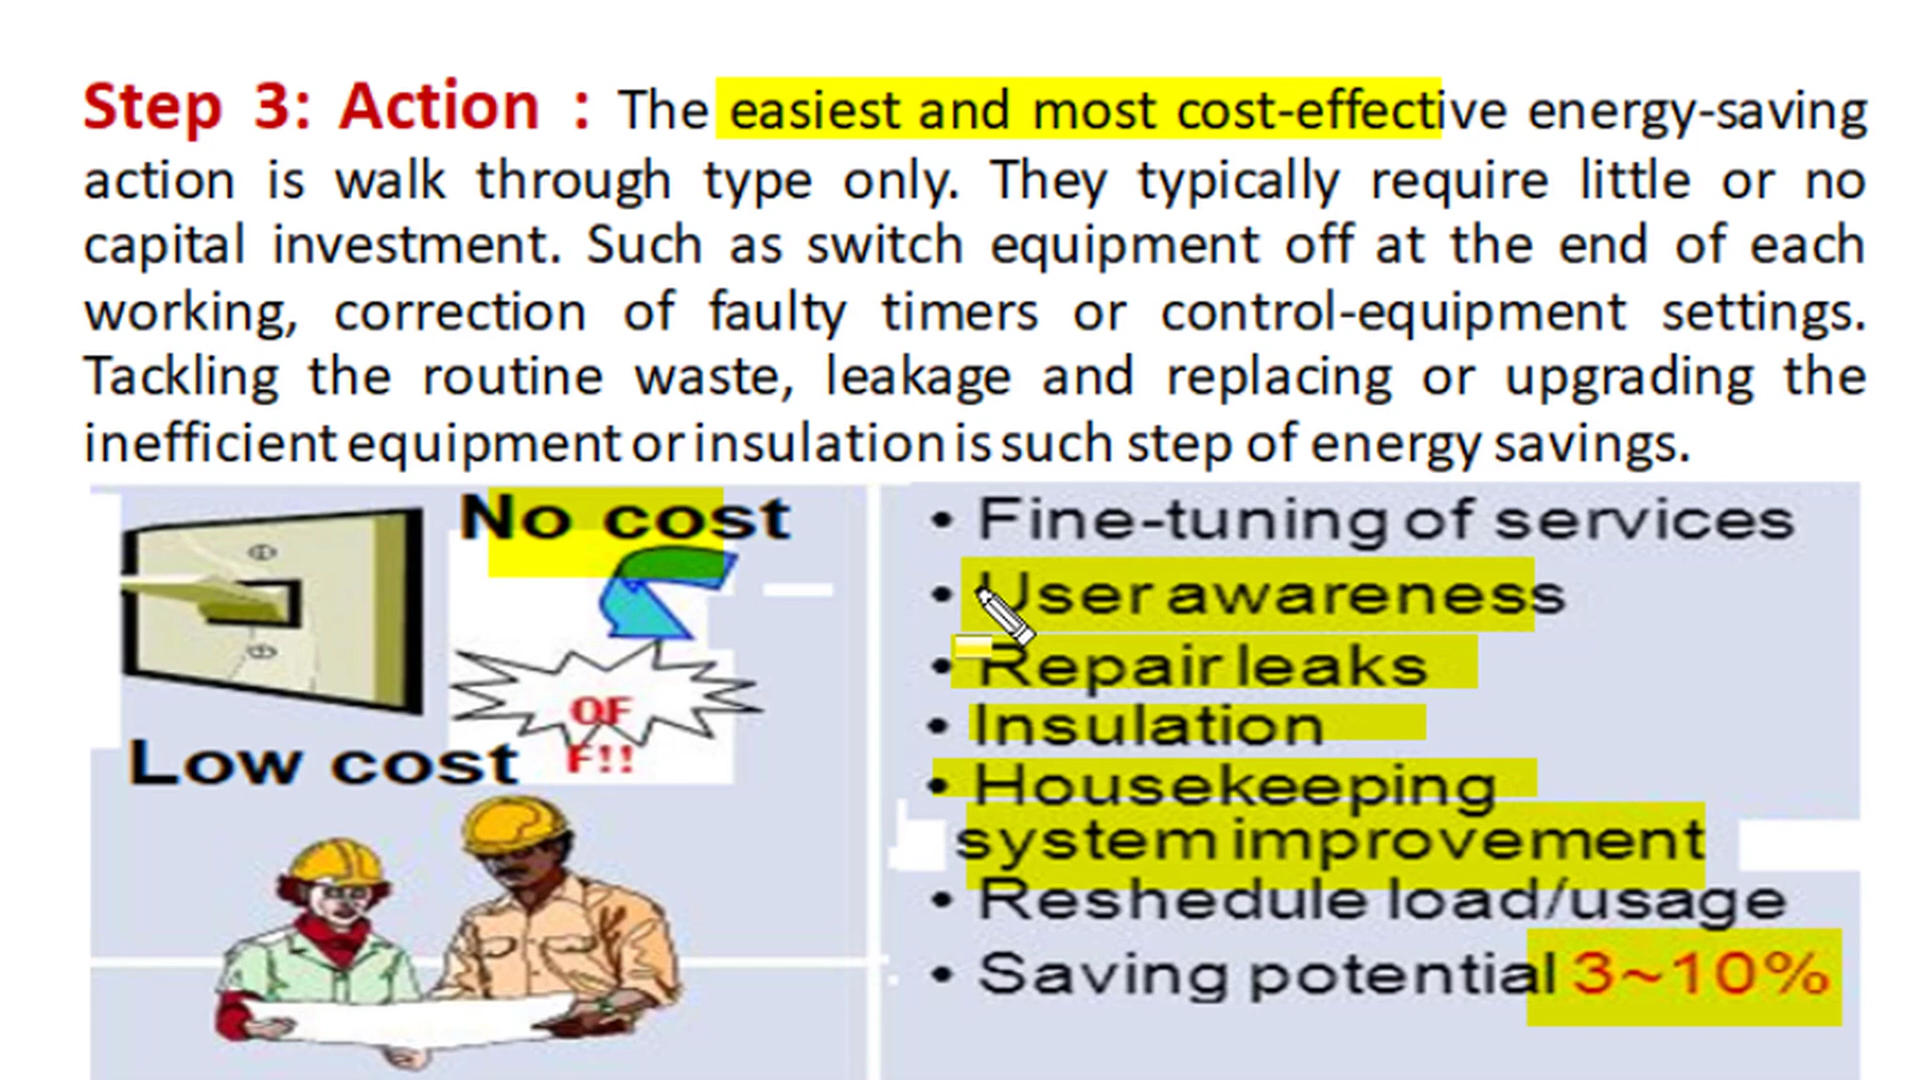 Step 3: Action : The easiest and most cost-effective energy-saving
action is walk through type only. They typically require little or no
capital investment. Such as switch equipment off at the end of each
working, correction of faulty timers or control-equipment settings.
Tackling the routine waste, leakage and replacing or upgrading the
inefficient equipment or insulation is such step of energy savings.
No cost
OF
F!!
Low cost
• Fine-tuning of services
• User awareness
• Repair leaks
• Insulation
• Housekeeping
system improvement
• Reshedule load/usage
• Saving potential 3~10%